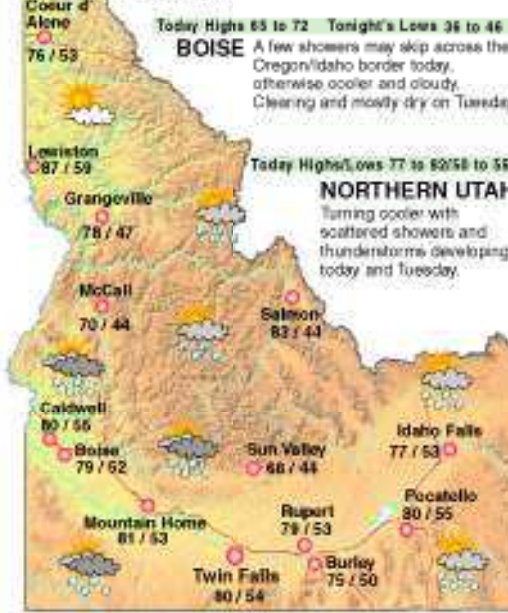 Coeur d'
Alene
76 / 53
Today Highs 65 to 72 Tonight's Lows 36 to 46
BOISE A few showers may skip across the
Oregon/Idaho border today,
otherwise cooler and cloudy.
Clearing and mostly dry on Tuesday
Lewiston
87 / 59
Today Highs/Lows 77 to 82/50 to 55
NORTHERN UTAH
Turning cooler with
scattered showers and
thunderstorms developing
today and Tuesday.
Grangeville
78 / 47
McCall
70 / 44
Salmon
83 / 44
Caldwell
80 / 55
Boise
79 / 52
Sun Valley
68 / 44
Idaho Falls
77 / 53
Mountain Home
81 / 53
Rupert
79 / 53
Pocatello
80 / 55
Twin Falls
80 / 54
Burley
75 / 50